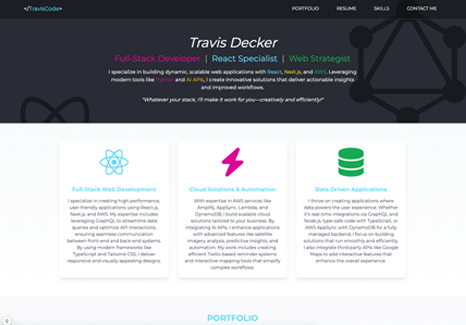 </TravisCode>
PORTFOLIO RESUME SKILLS CONTACT ME
Travis Decker
Full-Stack Developer | React Specialist | Web Strategist
I specialize in building dynamic, scalable web applications with React, Next.js, and AWS. Leveraging
modern tools like Python and AI APIs, I create innovative solutions that deliver actionable insights
and improved workflows.
"Whatever your stack, I'll make it work for you—creatively and efficiently!"
Full-Stack Web Development
I specialize in creating high-performance,
user-friendly applications using React.js,
Next.js, and AWS. My expertise includes
leveraging GraphQL to streamline data
queries and optimize API interactions,
ensuring seamless communication
between front-end and back-end systems.
By using modern frameworks like
TypeScript and Tailwind CSS, I deliver
responsive and visually appealing designs.
Cloud Solutions & Automation
With expertise in AWS services like
Amplify, AppSync, Lambda, and
DynamoDB, I build scalable cloud
solutions tailored to your business. By
integrating AI APIs, I enhance applications
with advanced features like satellite
imagery analysis, predictive insights, and
automation. My work includes creating
efficient Twilio-based reminder systems
and interactive mapping tools that simplify
complex workflows.
Data-Driven Applications
I thrive on creating applications where
data powers the user experience. Whether
it's real-time integrations via GraphQL and
Node.js, type-safe code with TypeScript, or
AWS AppSync with DynamoDB for a fully
managed backend, I focus on building
solutions that run smoothly and efficiently. I
also integrate third-party APIs like Google
Maps to add interactive features that
enhance the overall experience.
PORTFOLIO